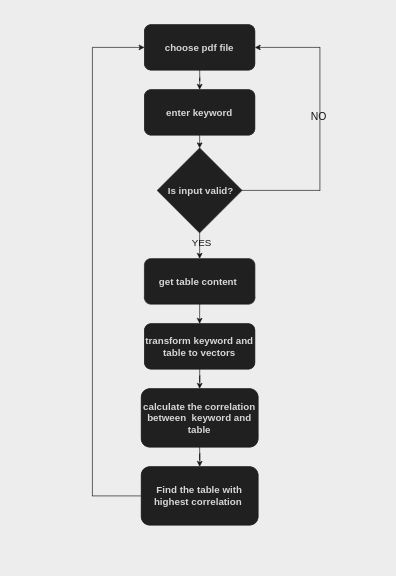 choose pdf file
enter keyword
NO
Is input valid?
YES
get table content
transform keyword and
table to vectors
calculate the correlation
between keyword and
table
Find the table with
highest correlation